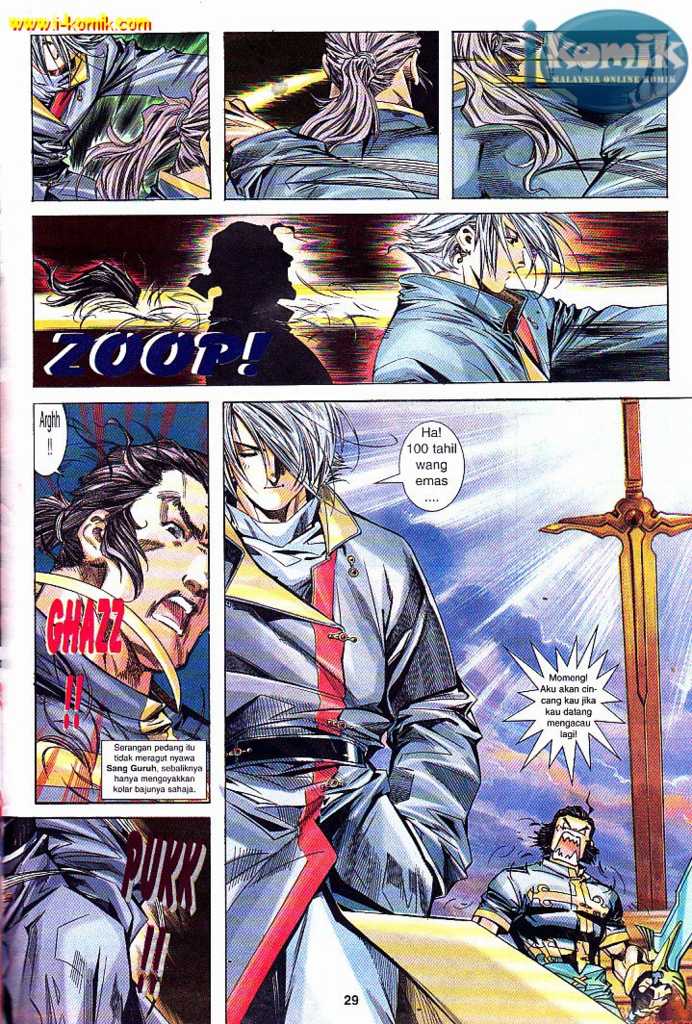 www.i-komik.com
i komik
MALAYSIA ONLINE KOMIK
ZOOP!
Arghh
!!
GHAZZ
!!
Serangan pedang itu
tidak meragut nyawa
Sang Guruh, sebaliknya
hanya mengoyakkan
kolar bajunya sahaja.
PUKK
!!
Ha!
100 tahil
wang
emas
....
Momeng!
Aku akan cin-
cang kau jika
kau datang
mengacau
lagi!
29